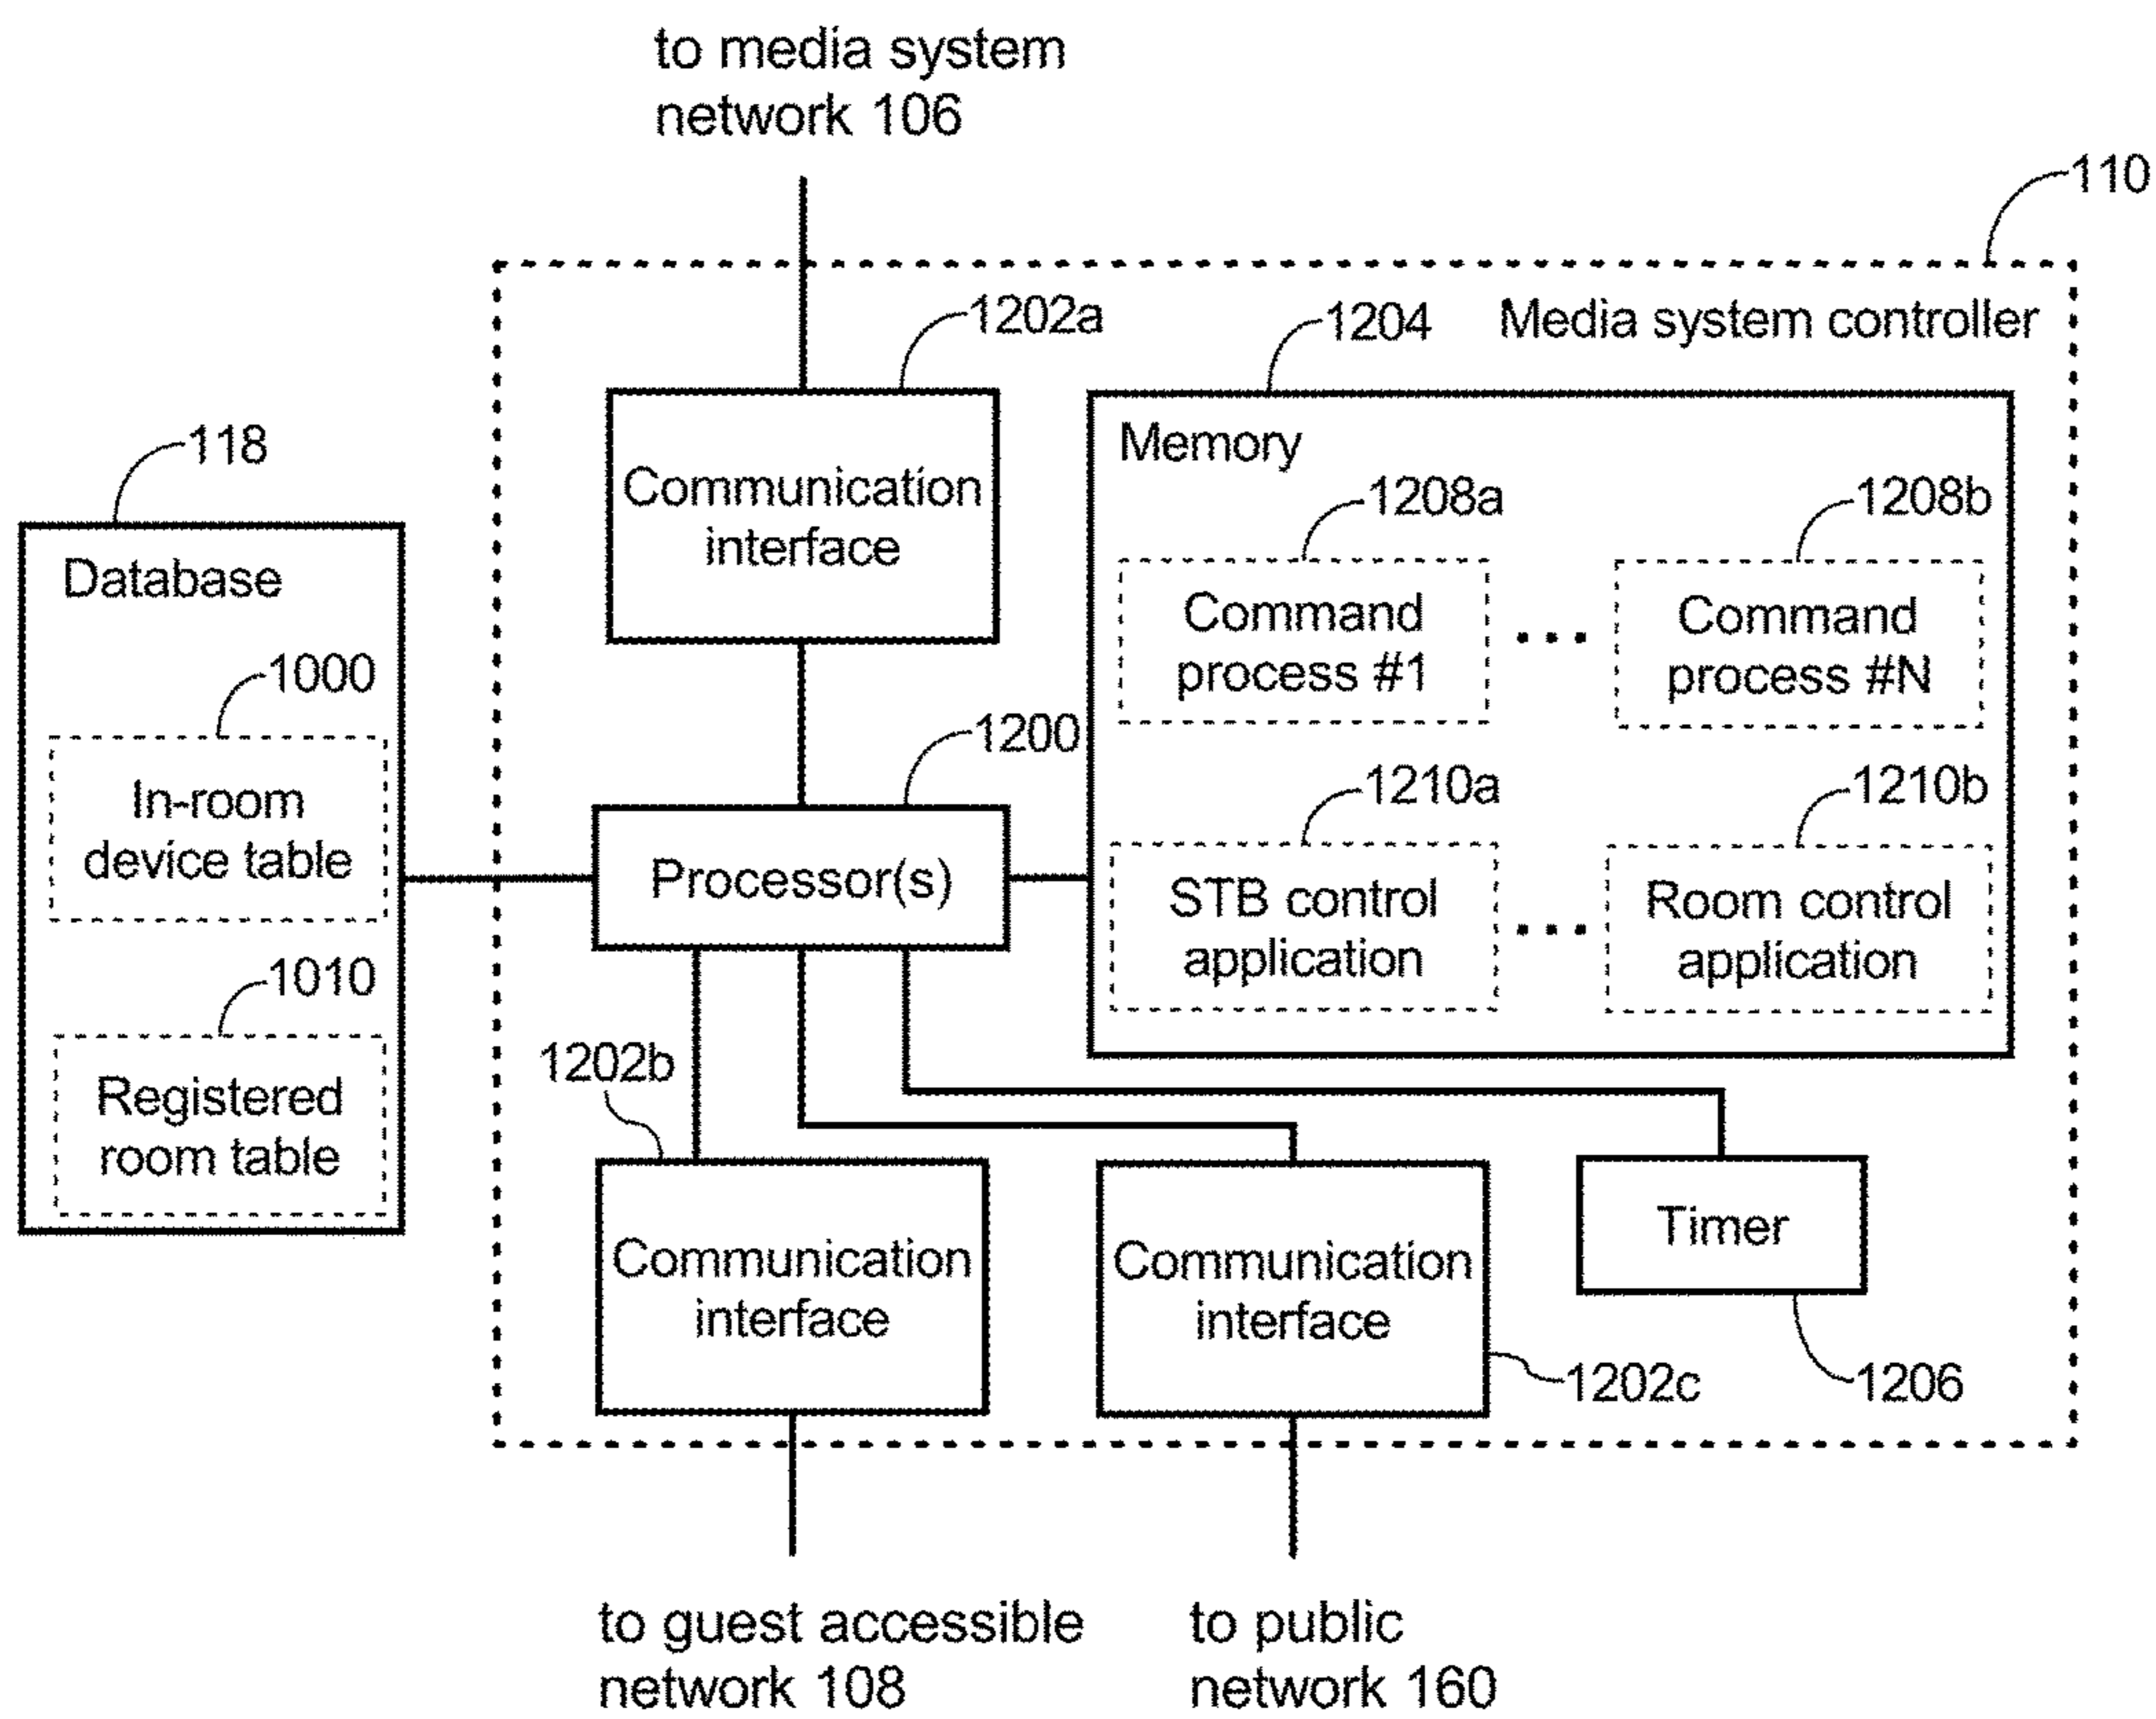 to media system
network 106
110
1202a
1204
Media system controller
118
Communication
interface
Memory
1208a
1208b
Database
Command
process #1
Command
process #N
1000
In-room
device table
1200
Processor(s)
1210a
1210b
STB control
application
Room control
application
1010
Registered
room table
1202b
Communication
interface
Communication
interface
Timer
1202c
1206
to guest accessible
network 108
to public
network 160